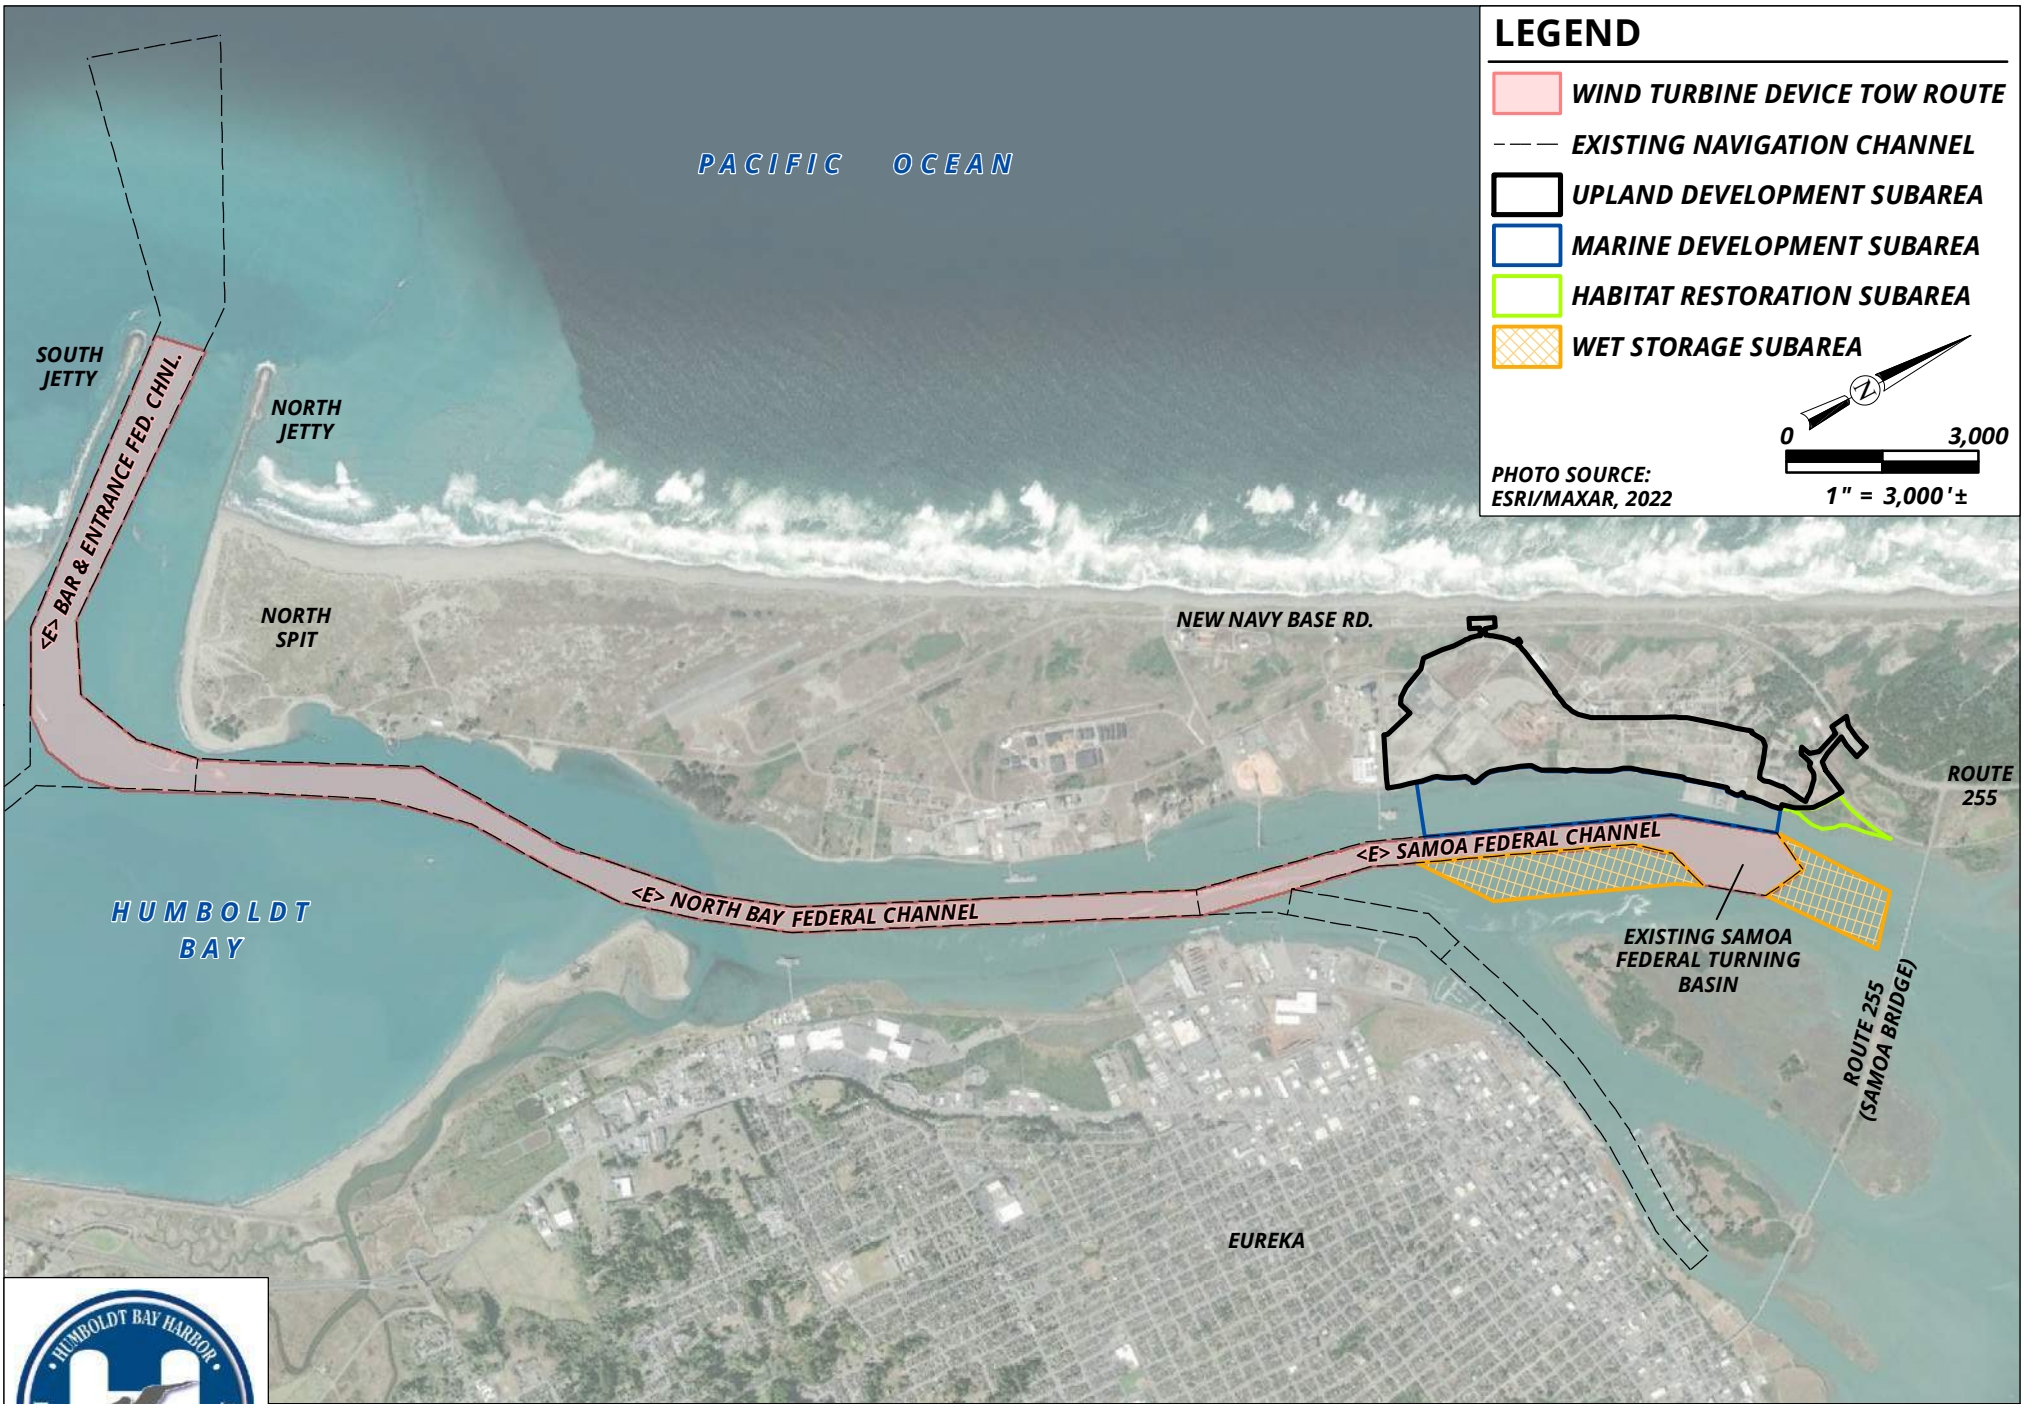 LEGEND
WIND TURBINE DEVICE TOW ROUTE
EXISTING NAVIGATION CHANNEL
UPLAND DEVELOPMENT SUBAREA
MARINE DEVELOPMENT SUBAREA
HABITAT RESTORATION SUBAREA
WET STORAGE SUBAREA
N
0 3,000
1" = 3,000'±
PHOTO SOURCE:
ESRI/MAXAR, 2022
PACIFIC OCEAN
SOUTH
JETTY
NORTH
JETTY
<E> BAR & ENTRANCE FED. CHNL.
NORTH
SPIT
NEW NAVY BASE RD.
ROUTE
255
<E> SAMOA FEDERAL CHANNEL
<E> NORTH BAY FEDERAL CHANNEL
HUMBOLDT
BAY
EXISTING SAMOA
FEDERAL TURNING
BASIN
ROUTE 255
(SAMOA BRIDGE)
EUREKA
• HUMBOLDT BAY HARBOR •